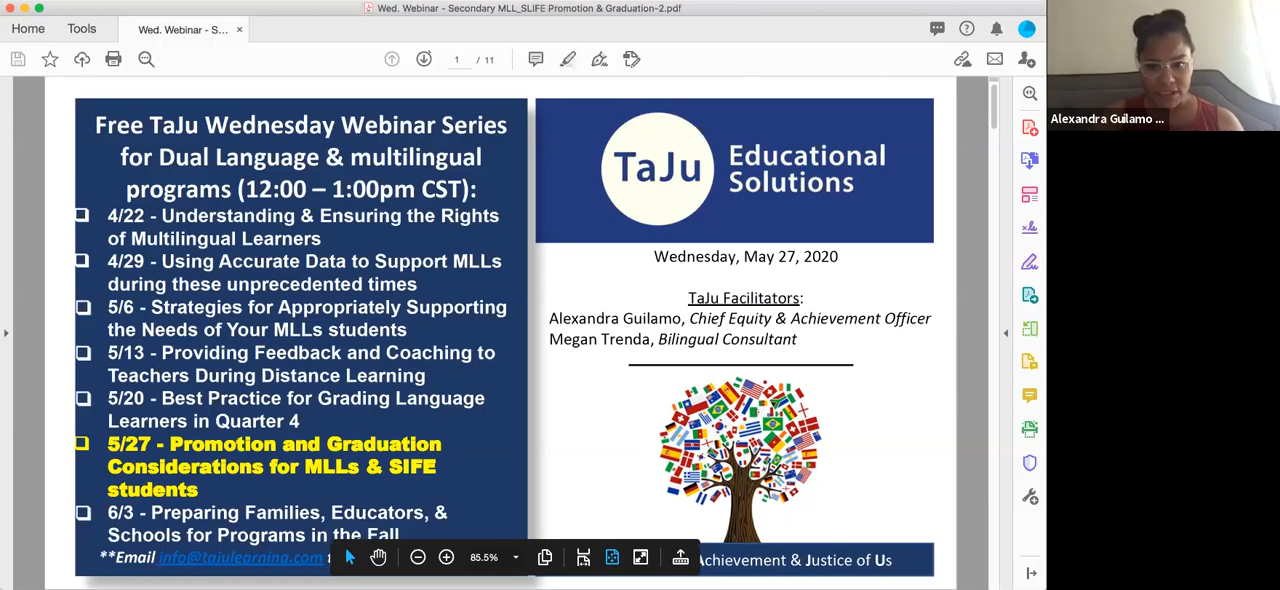 Wed. Webinar - Secondary MLL_SLIFE Promotion & Graduation-2.pdf
Home
Tools
Wed. Webinar - S... ×
1 / 11
Free TaJu Wednesday Webinar Series
for Dual Language & multilingual
programs (12:00 – 1:00pm CST):
4/22 - Understanding & Ensuring the Rights
of Multilingual Learners
4/29 - Using Accurate Data to Support MLLs
during these unprecedented times
5/6 - Strategies for Appropriately Supporting
the Needs of Your MLLs students
5/13 - Providing Feedback and Coaching to
Teachers During Distance Learning
5/20 - Best Practice for Grading Language
Learners in Quarter 4
5/27 - Promotion and Graduation
Considerations for MLLs & SIFE
students
6/3 - Preparing Families, Educators, &
Schools for Programs in the Fall
**Email info@tajulearning.com
TaJu
Educational
Solutions
Wednesday, May 27, 2020
TaJu Facilitators:
Alexandra Guilamo, Chief Equity & Achievement Officer
Megan Trenda, Bilingual Consultant
Achievement & Justice of Us
85.5%
Alexandra Guilamo ...